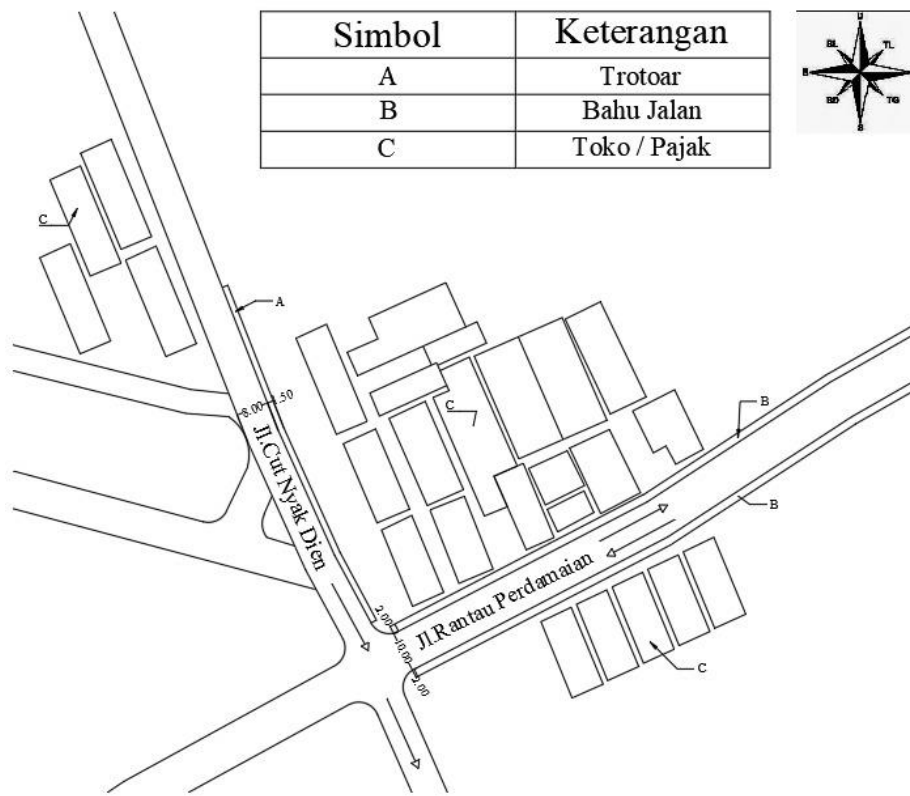 Simbol Keterangan
A Trotoar
B Bahu Jalan
C Toko / Pajak
U
BL TL
B
BD TG
S
C
A
8.00 1.50
Jl.Cut Nyak Dien
C
B
B
2.00
10.00
2.00
Jl.Rantau Perdamaian
C